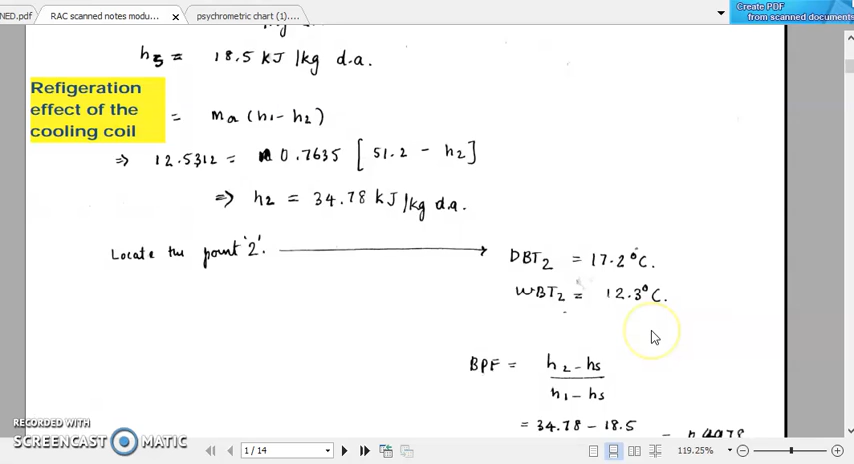 NED.pdf RAC scanned notes modu... × psychrometric chart (1)....
Create PDF
from scanned documents
h5 = 18.5 kJ/kg d.a.
Refigeration
effect of the
cooling coil
= ma (h1 - h2)
⇒ 12.5312 = 0.7635 [51.2 - h2]
⇒ h2 = 34.78 kJ/kg d.a.
Locate the point '2'. → DBT2 = 17.2°C.
WBT2 = 12.3°C.
BPF = h2 - hs
h1 - hs
= 34.78 - 18.5 =
RECORDED WITH
SCREENCAST MATIC
1 / 14
119.25%